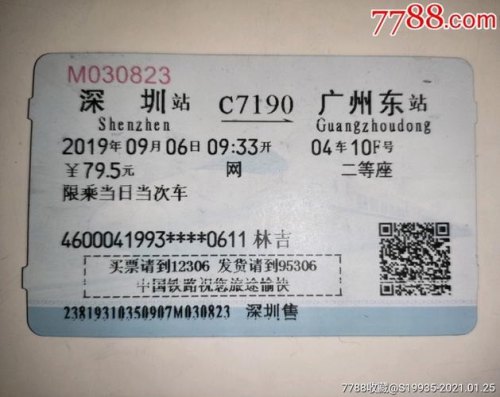 7788.com
M030823
深圳站 C7190 广州东站
Shenzhen Guangzhoudong
2019年09月06日 09:33开 04车10F号
¥79.5元 网 二等座
限乘当日当次车
4600041993****0611 林吉
买票请到12306 发货请到95306
中国铁路祝您旅途愉快
23819310350907M030823 深圳售
7788收藏@S19935-2021.01.25